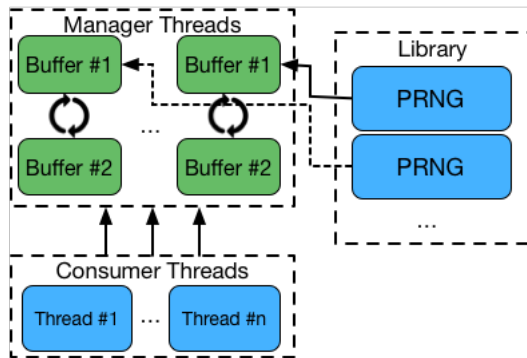 Manager Threads
Buffer #1
Buffer #1
...
Buffer #2
Buffer #2
Library
PRNG
PRNG
...
Consumer Threads
Thread #1
...
Thread #n